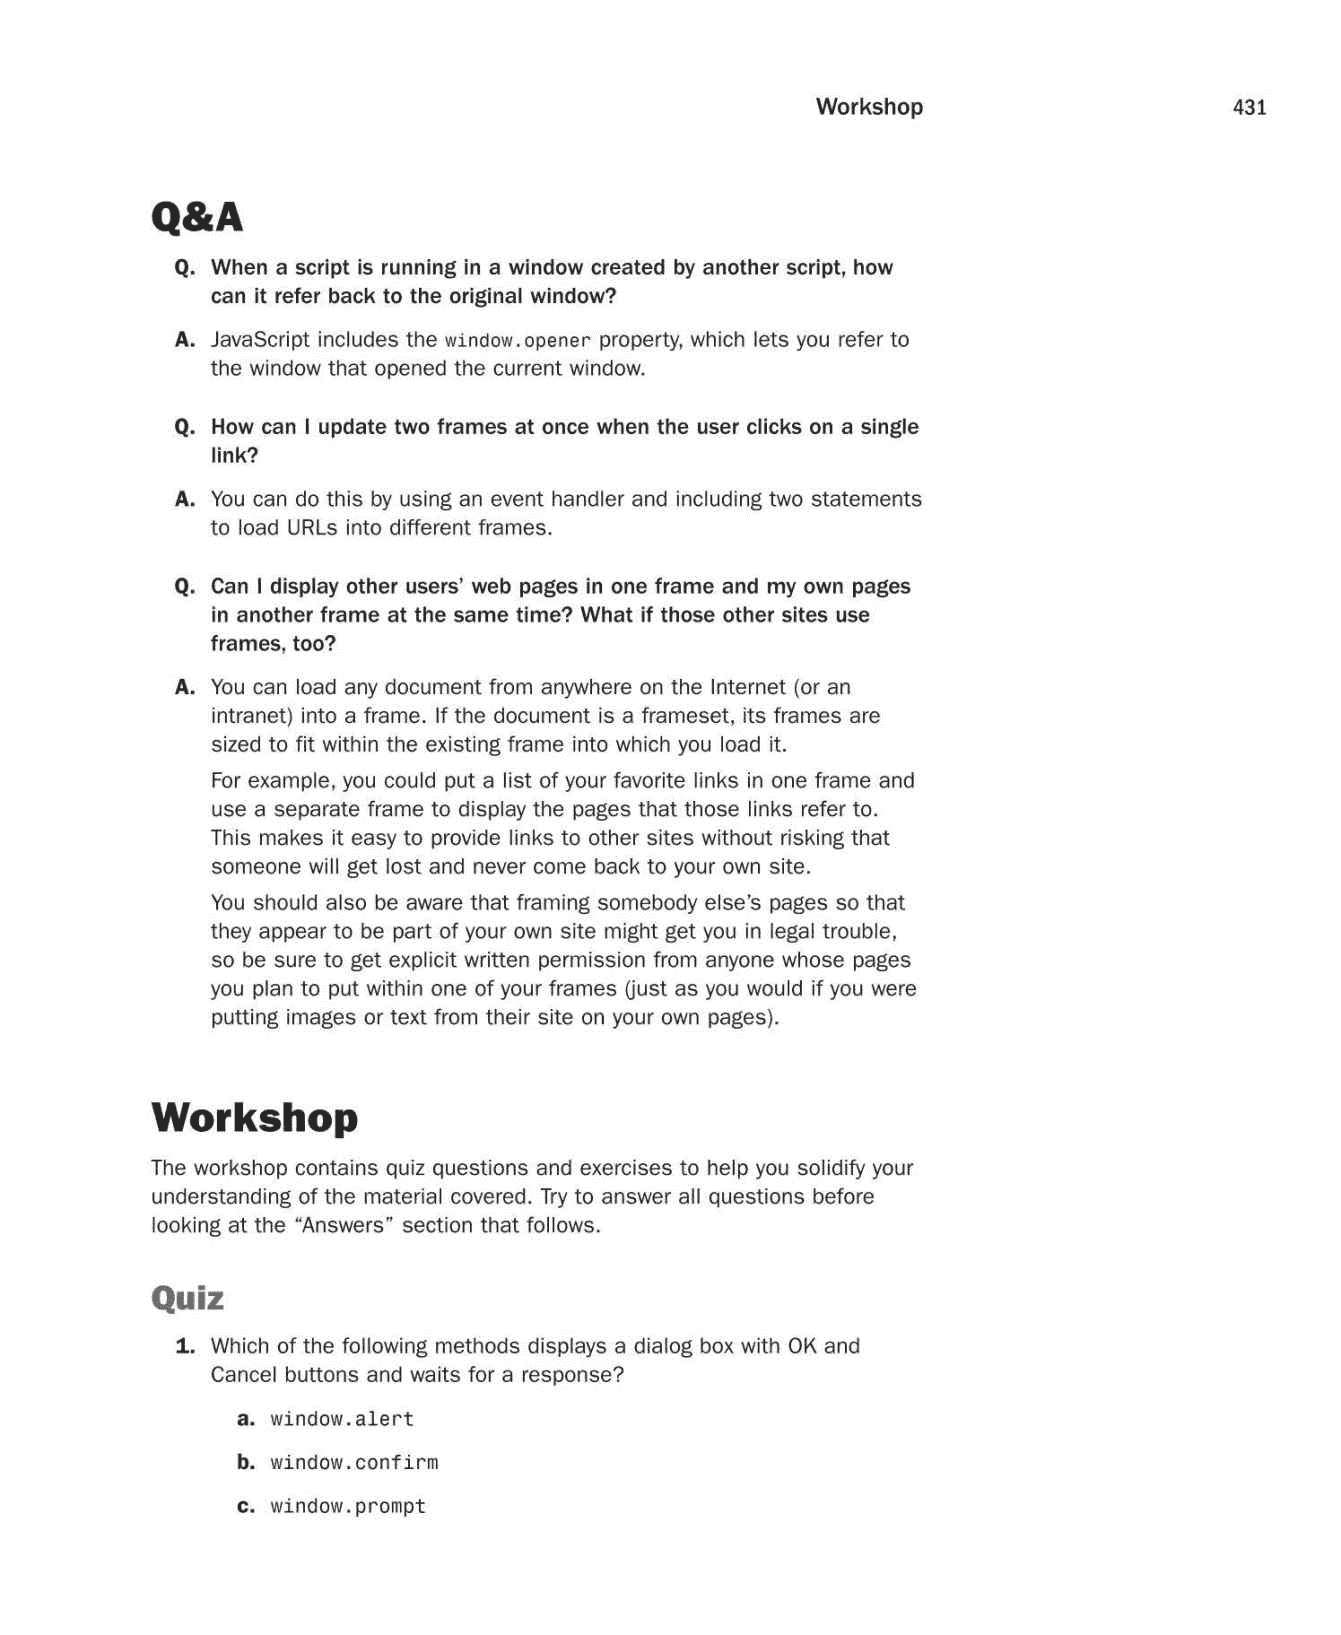 Workshop 431
Q&A
Q. When a script is running in a window created by another script, how
can it refer back to the original window?
A. JavaScript includes the window.opener property, which lets you refer to
the window that opened the current window.
Q. How can I update two frames at once when the user clicks on a single
link?
A. You can do this by using an event handler and including two statements
to load URLs into different frames.
Q. Can I display other users’ web pages in one frame and my own pages
in another frame at the same time? What if those other sites use
frames, too?
A. You can load any document from anywhere on the Internet (or an
intranet) into a frame. If the document is a frameset, its frames are
sized to fit within the existing frame into which you load it.
For example, you could put a list of your favorite links in one frame and
use a separate frame to display the pages that those links refer to.
This makes it easy to provide links to other sites without risking that
someone will get lost and never come back to your own site.
You should also be aware that framing somebody else’s pages so that
they appear to be part of your own site might get you in legal trouble,
so be sure to get explicit written permission from anyone whose pages
you plan to put within one of your frames (just as you would if you were
putting images or text from their site on your own pages).
Workshop
The workshop contains quiz questions and exercises to help you solidify your
understanding of the material covered. Try to answer all questions before
looking at the “Answers” section that follows.
Quiz
1. Which of the following methods displays a dialog box with OK and
Cancel buttons and waits for a response?
a. window.alert
b. window.confirm
c. window.prompt